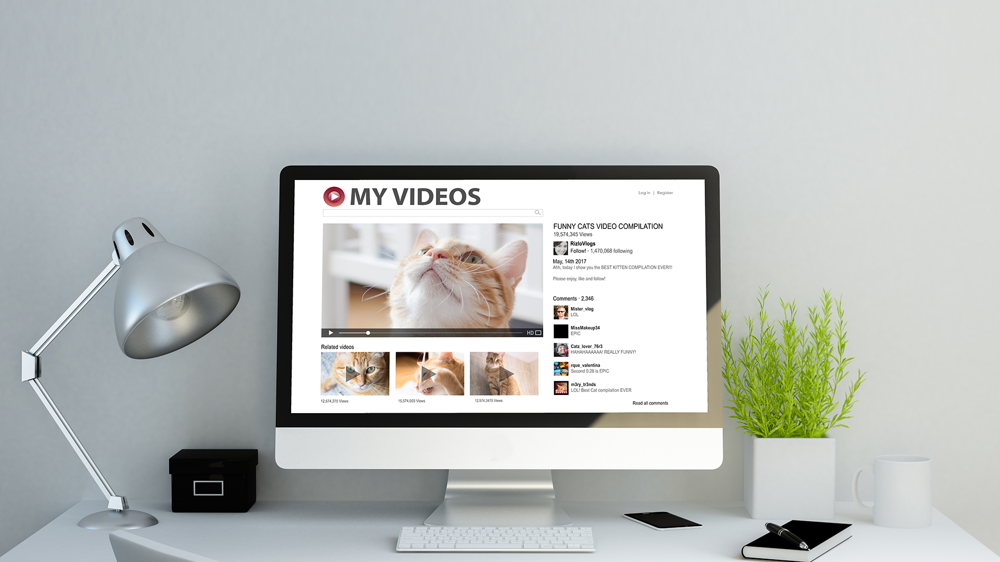 MY VIDEOS
Log in | Register
FUNNY CATS VIDEO COMPILATION
19,574,345 Views
RizloVlogs
Follow! · 1,470,068 following
May, 14th 2017
Ahh, today I show you the BEST KITTEN COMPILATION EVER!!!
Please enjoy, like and follow!
Comments · 2,346
Mister_vlog
LOL
MissMakeup34
EPIC
Catz_lover_76r3
HAHAHAAAAAA! REALLY FUNNY!
rque_valentina
Second 0:28 is EPIC
m3ry_tr3nds
LOL! Best Cat compilation EVER
Read all comments
HD
Related videos
12,574,375 Views
15,574,003 Views
12,574,3475 Views